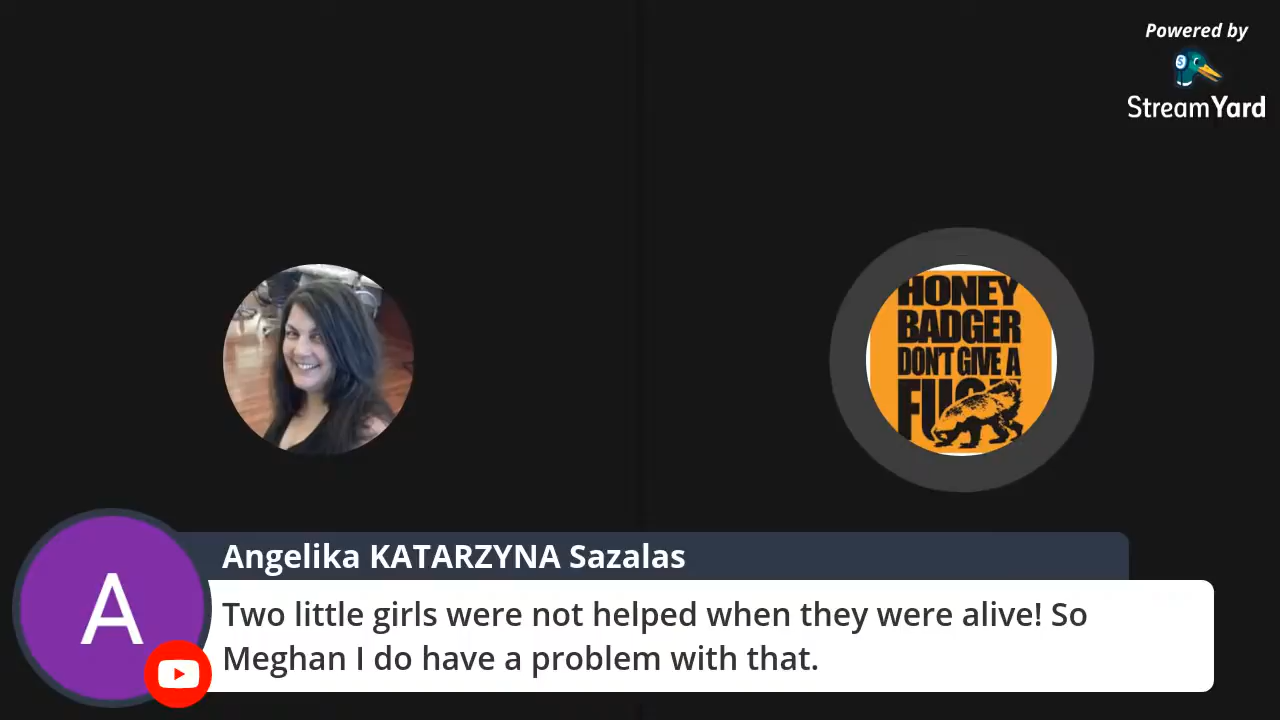 Powered by
StreamYard
HONEY
BADGER
DON'T GIVE A
Angelika KATARZYNA Sazalas
A
Two little girls were not helped when they were alive! So
Meghan I do have a problem with that.